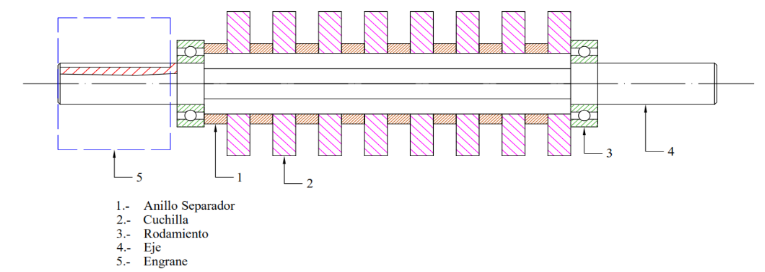 3
4
5
1
2
1.- Anillo Separador
2.- Cuchilla
3.- Rodamiento
4.- Eje
5.- Engrane